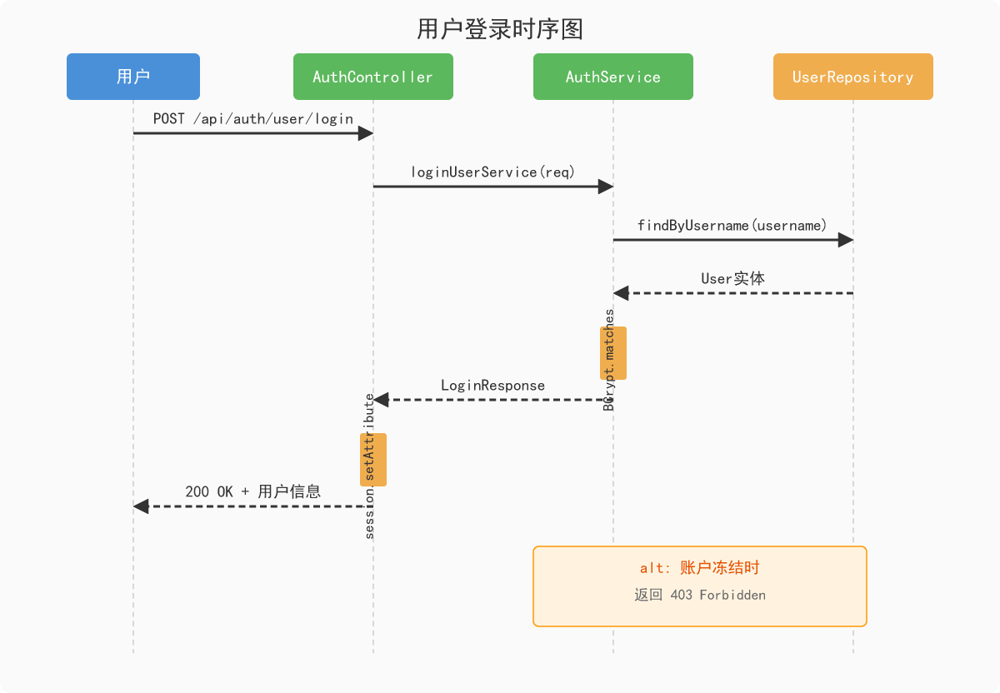 用户登录时序图
用户
AuthController
AuthService
UserRepository
POST /api/auth/user/login
loginUserService(req)
findByUsername(username)
User实体
BCrypt.matches
LoginResponse
session.setAttribute
200 OK + 用户信息
alt: 账户冻结时
返回 403 Forbidden